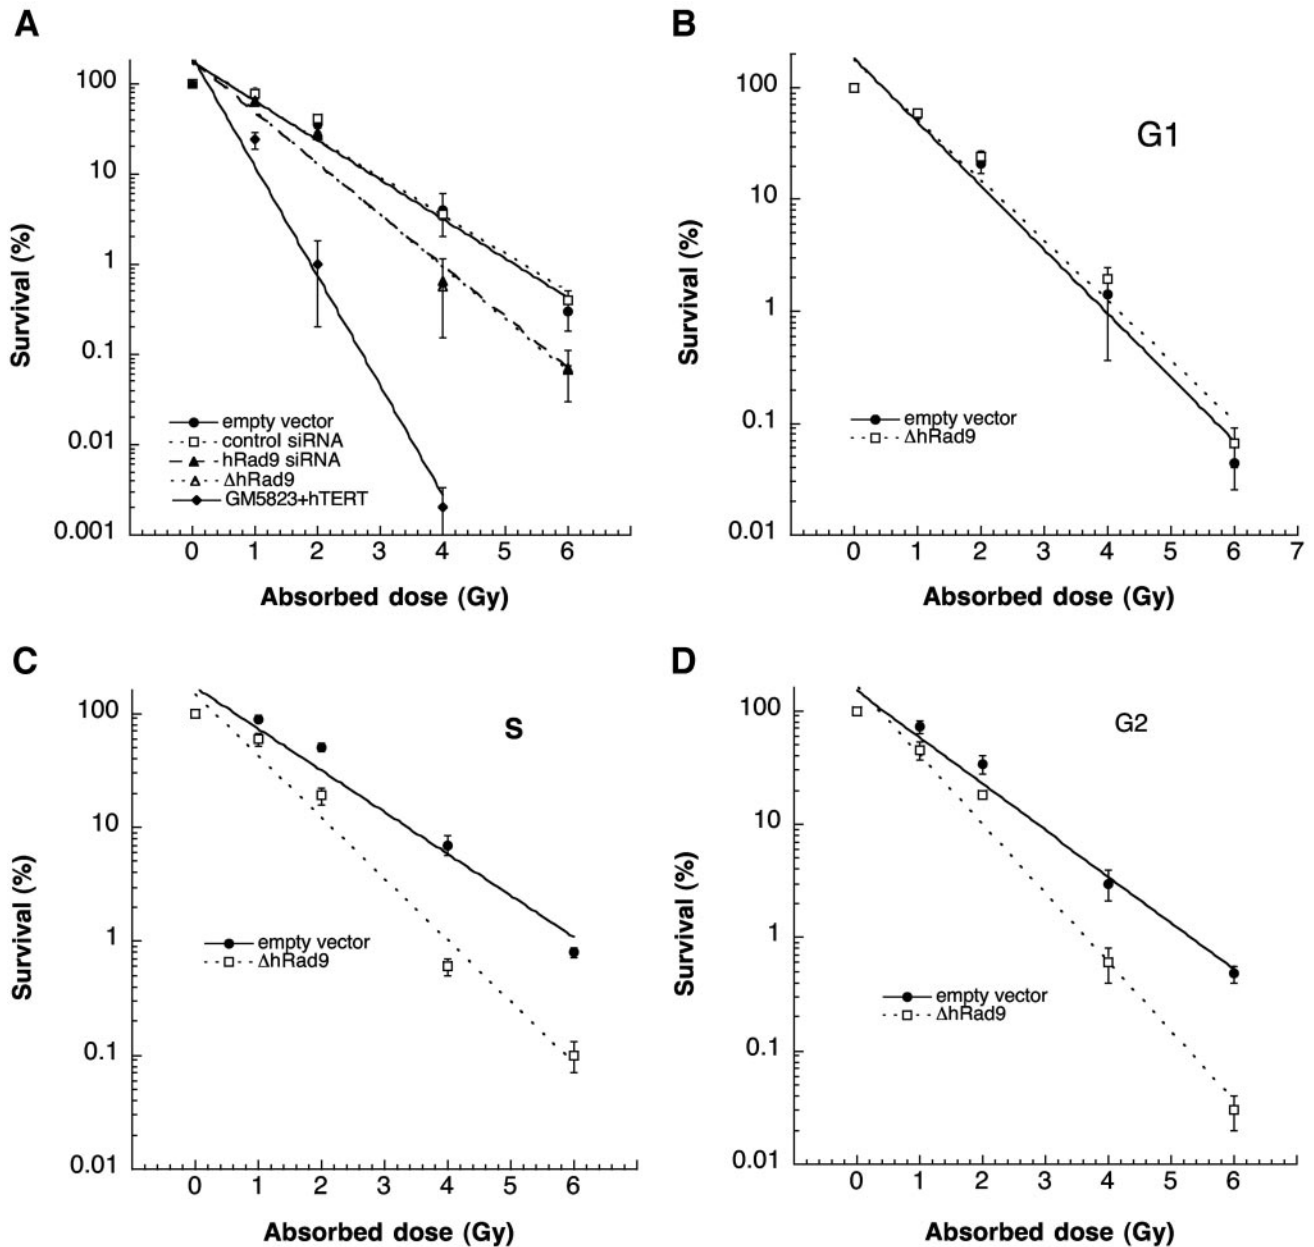 A
Survival (%)
100
10
1
0.1
0.01
0.001
empty vector
control siRNA
hRad9 siRNA
ΔhRad9
GM5823+hTERT
0 1 2 3 4 5 6
Absorbed dose (Gy)
B
Survival (%)
100
10
1
0.1
0.01
G1
empty vector
ΔhRad9
0 1 2 3 4 5 6 7
Absorbed dose (Gy)
C
Survival (%)
100
10
1
0.1
0.01
S
empty vector
ΔhRad9
0 1 2 4 5 6
Absorbed dose (Gy)
D
Survival (%)
100
10
1
0.1
0.01
G2
empty vector
ΔhRad9
0 1 2 3 4 5 6
Absorbed dose (Gy)